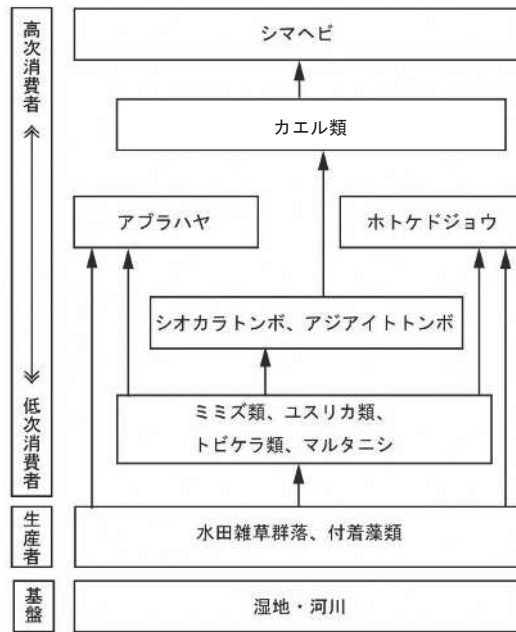 高次消費者
低次消費者
生産者
基盤
シマヘビ
カエル類
アブラハヤ
ホトケドジョウ
シオカラトンボ、アジアイトトンボ
ミミズ類、ユスリカ類、
トビケラ類、マルタニシ
水田雑草群落、付着藻類
湿地・河川